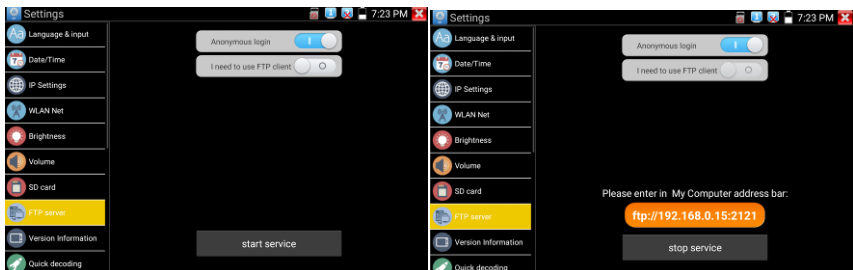 Settings
7:23 PM
Language & input
Date/Time
IP Settings
WLAN Net
Brightness
Volume
SD card
FTP server
Version Information
Quick decoding
Anonymous login
I need to use FTP client
start service
Settings
7:23 PM
Language & input
Date/Time
IP Settings
WLAN Net
Brightness
Volume
SD card
FTP server
Version Information
Quick decoding
Anonymous login
I need to use FTP client
Please enter in My Computer address bar:
ftp://192.168.0.15:2121
stop service